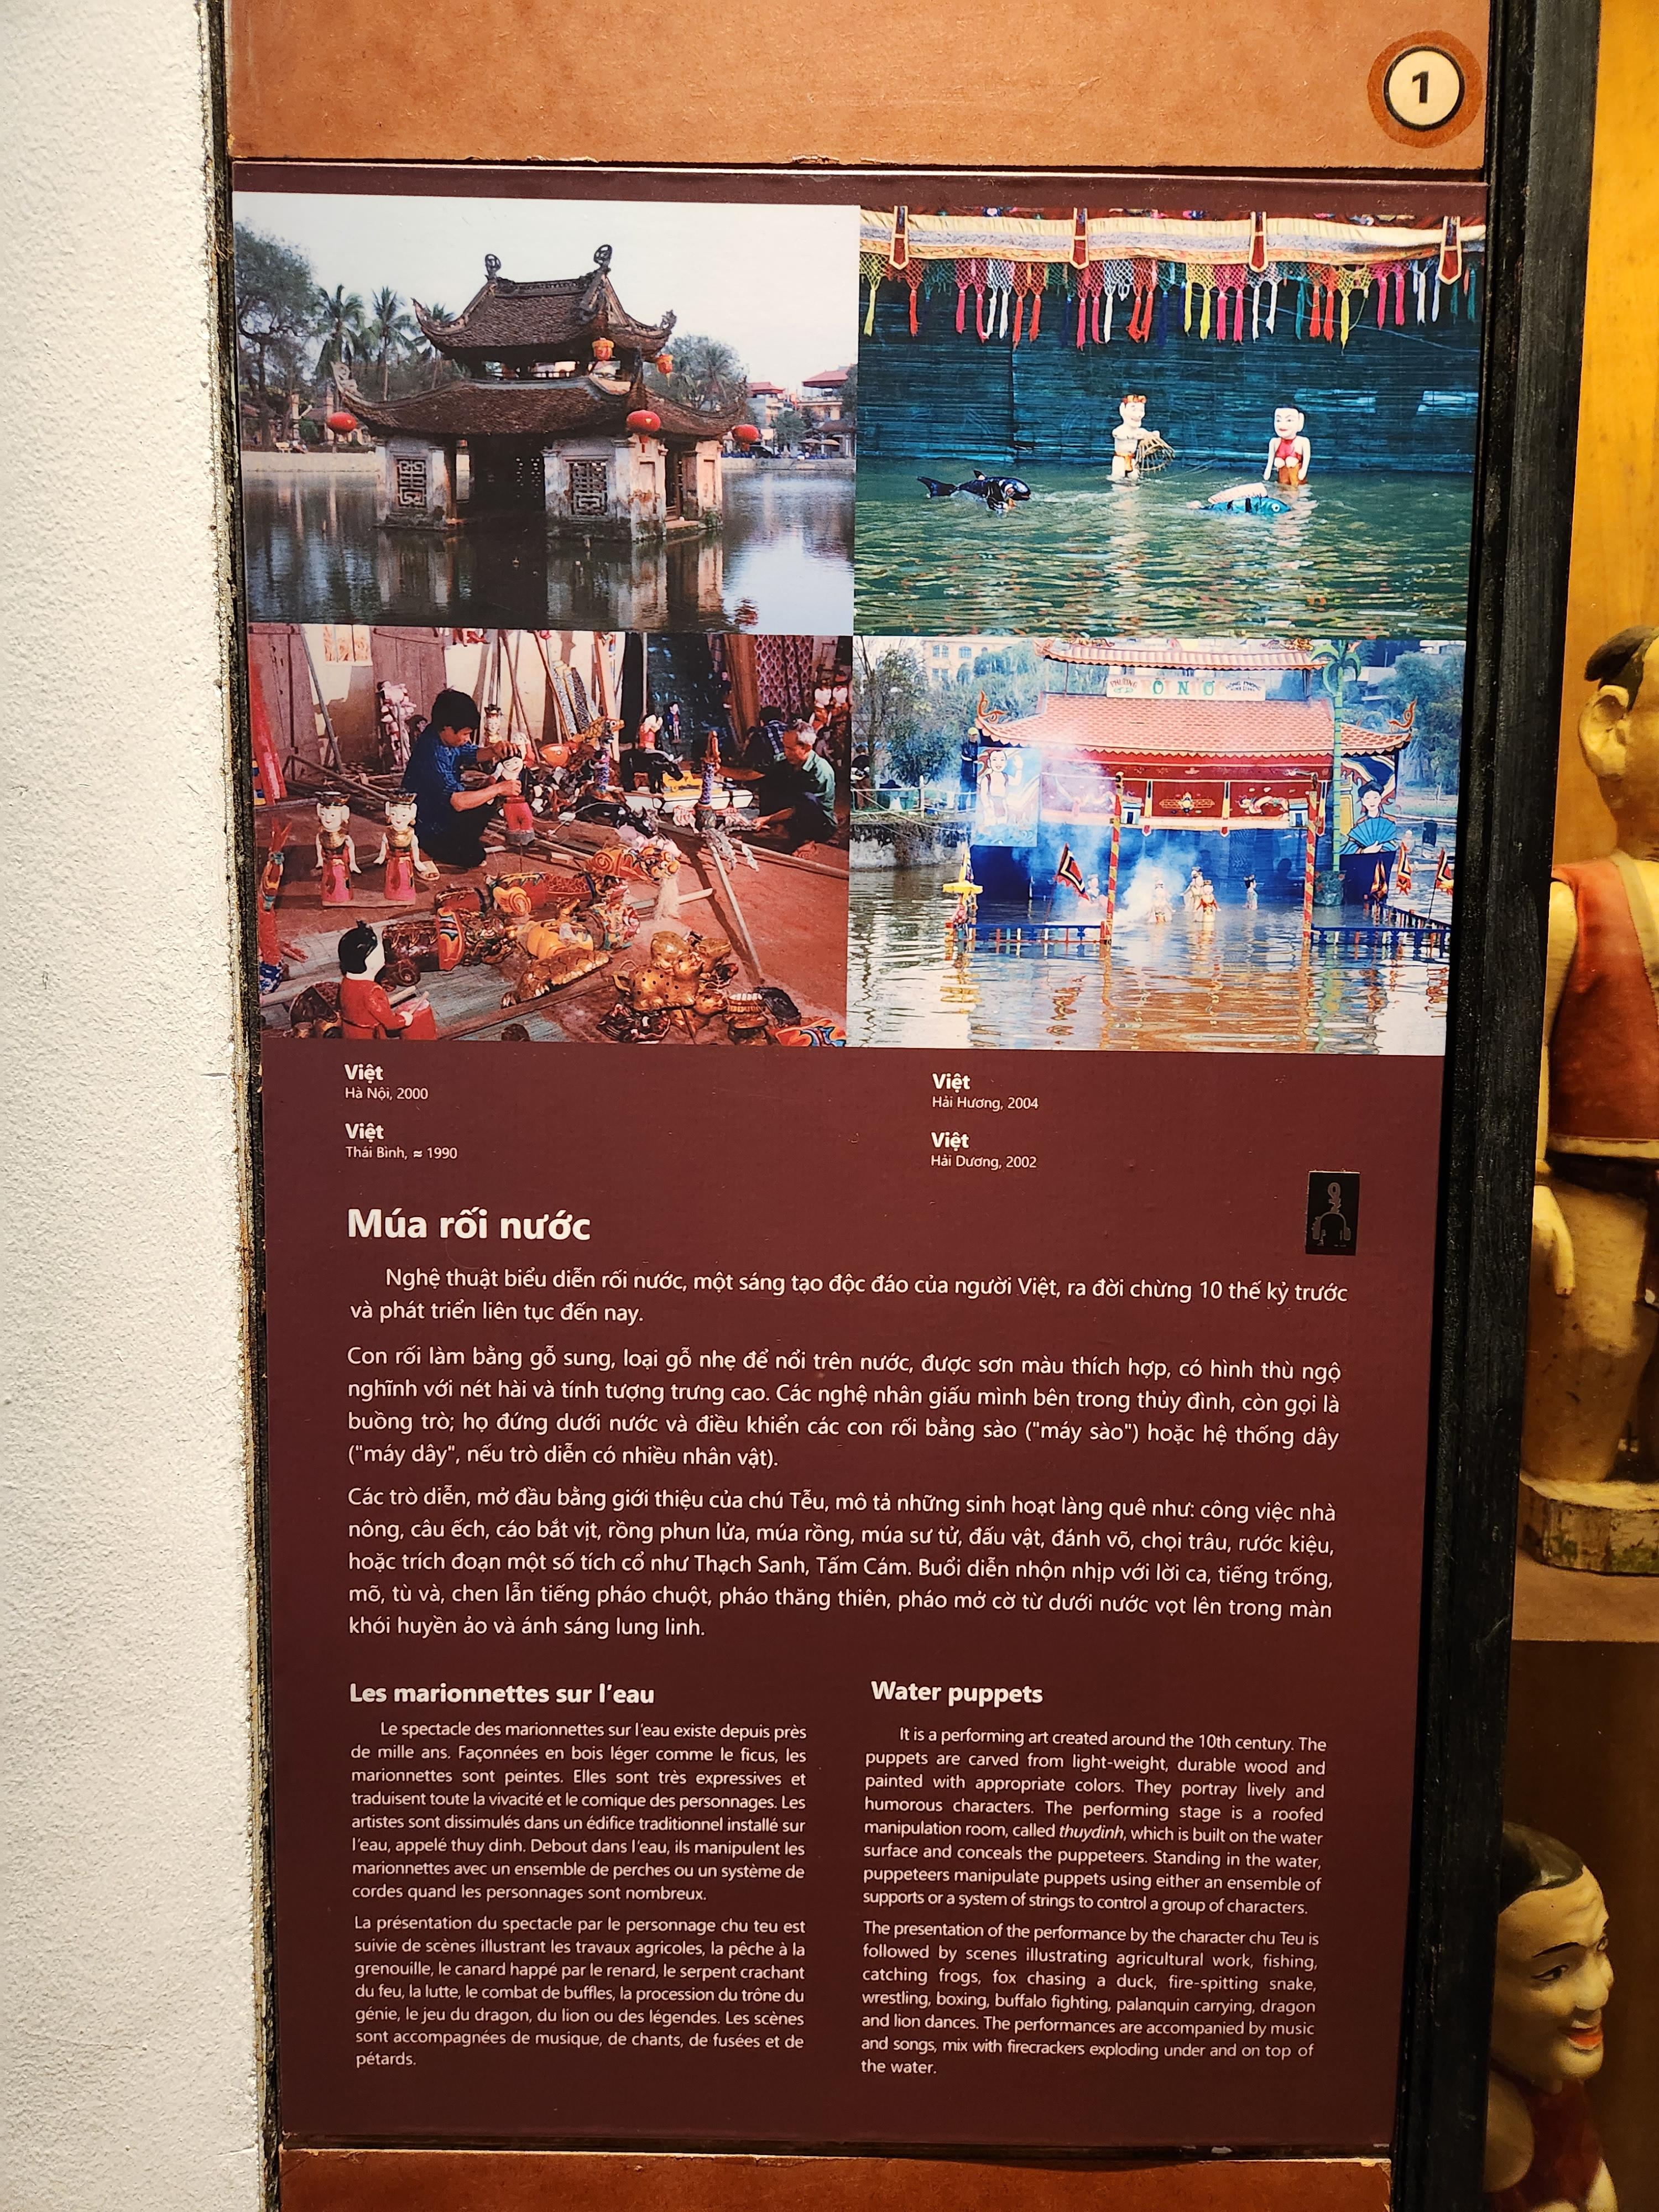 1
PHƯỜNG
Ô N Ơ
Việt
Hà Nội, 2000
Việt
Thái Bình, ≈ 1990
Việt
Hải Hương, 2004
Việt
Hải Dương, 2002
Múa rối nước
Nghệ thuật biểu diễn rối nước, một sáng tạo độc đáo của người Việt, ra đời chừng 10 thế kỷ trước
và phát triển liên tục đến nay.
Con rối làm bằng gỗ sung, loại gỗ nhẹ để nổi trên nước, được sơn màu thích hợp, có hình thù ngộ
nghĩnh với nét hài và tính tượng trưng cao. Các nghệ nhân giấu mình bên trong thủy đình, còn gọi là
buồng trò; họ đứng dưới nước và điều khiển các con rối bằng sào ("máy sào") hoặc hệ thống dây
("máy dây", nếu trò diễn có nhiều nhân vật).
Các trò diễn, mở đầu bằng giới thiệu của chú Tễu, mô tả những sinh hoạt làng quê như: công việc nhà
nông, câu ếch, cáo bắt vịt, rồng phun lửa, múa rồng, múa sư tử, đấu vật, đánh võ, chọi trâu, rước kiệu,
hoặc trích đoạn một số tích cổ như Thạch Sanh, Tấm Cám. Buổi diễn nhộn nhịp với lời ca, tiếng trống,
mõ, tù và, chen lẫn tiếng pháo chuột, pháo thăng thiên, pháo mở cờ từ dưới nước vọt lên trong màn
khói huyền ảo và ánh sáng lung linh.
Les marionnettes sur l'eau
Le spectacle des marionnettes sur l'eau existe depuis près
de mille ans. Façonnées en bois léger comme le ficus, les
marionnettes sont peintes. Elles sont très expressives et
traduisent toute la vivacité et le comique des personnages. Les
artistes sont dissimulés dans un édifice traditionnel installé sur
l'eau, appelé thuy dinh. Debout dans l'eau, ils manipulent les
marionnettes avec un ensemble de perches ou un système de
cordes quand les personnages sont nombreux.
La présentation du spectacle par le personnage chu teu est
suivie de scènes illustrant les travaux agricoles, la pêche à la
grenouille, le canard happé par le renard, le serpent crachant
du feu, la lutte, le combat de buffles, la procession du trône du
génie, le jeu du dragon, du lion ou des légendes. Les scènes
sont accompagnées de musique, de chants, de fusées et de
pétards.
Water puppets
It is a performing art created around the 10th century. The
puppets are carved from light-weight, durable wood and
painted with appropriate colors. They portray lively and
humorous characters. The performing stage is a roofed
manipulation room, called thuydinh, which is built on the water
surface and conceals the puppeteers. Standing in the water,
puppeteers manipulate puppets using either an ensemble of
supports or a system of strings to control a group of characters.
The presentation of the performance by the character chu Teu is
followed by scenes illustrating agricultural work, fishing,
catching frogs, fox chasing a duck, fire-spitting snake,
wrestling, boxing, buffalo fighting, palanquin carrying, dragon
and lion dances. The performances are accompanied by music
and songs, mix with firecrackers exploding under and on top of
the water.